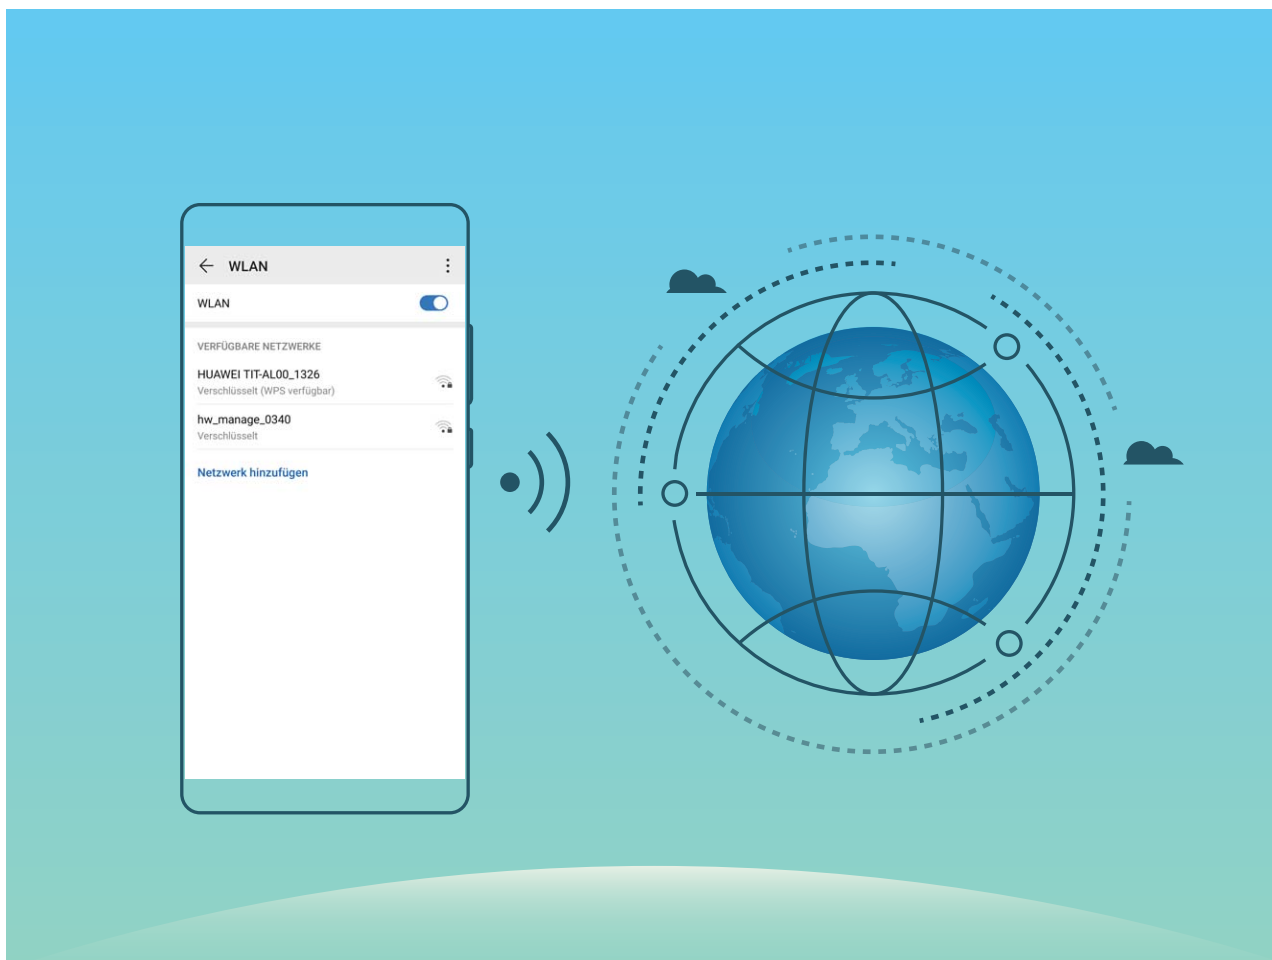 WLAN
WLAN
VERFÜGBARE NETZWERKE
HUAWEI TIT-AL00_1326
Verschlüsselt (WPS verfügbar)
hw_manage_0340
Verschlüsselt
Netzwerk hinzufügen